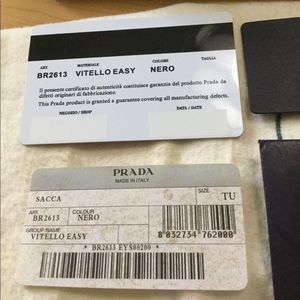 ART. MATERIALE COLORE TAGLIA
BR2613 VITELLO EASY NERO
Il presente certificato di autenticità costituisce garanzia del prodotto Prada da
difetti originari di fabbricazione.
This Prada product is granted a guarantee covering all manufacturing defects.
NEGOZIO / SHOP DATA / DATE
PRADA
MADE IN ITALY
SACCA
SIZE
TU
ART. COLOUR
BR2613 NERO
GROUP NAME
VITELLO EASY
8 032734 762000
* BR2613 EYS00200 *